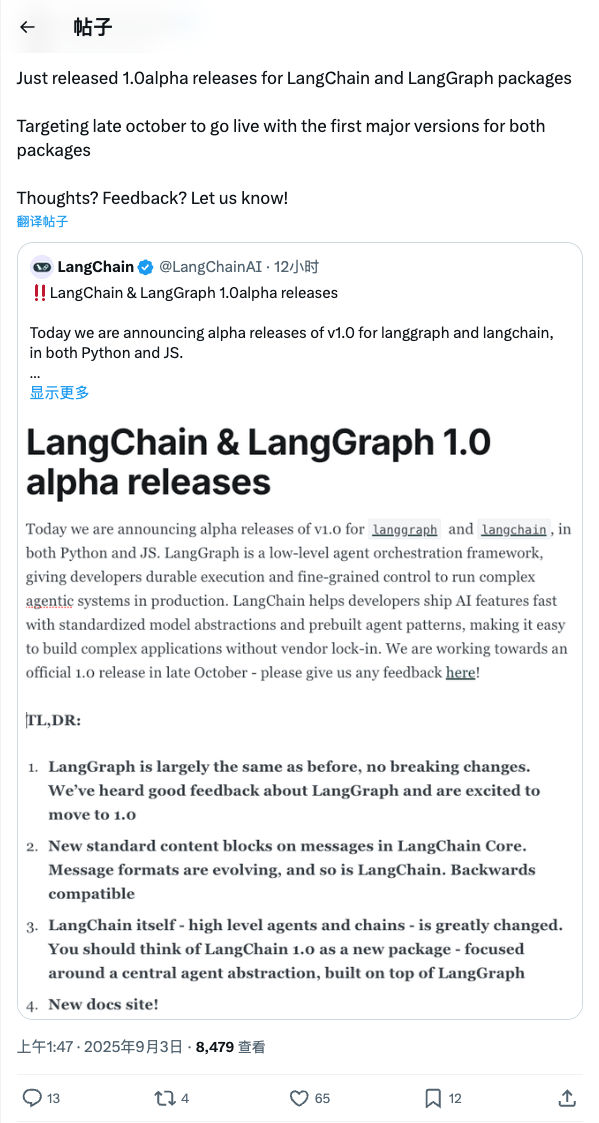 帖子
Just released 1.0alpha releases for LangChain and LangGraph packages
Targeting late october to go live with the first major versions for both
packages
Thoughts? Feedback? Let us know!
翻译帖子
LangChain @LangChainAI · 12小时
‼️LangChain & LangGraph 1.0alpha releases
Today we are announcing alpha releases of v1.0 for langgraph and langchain,
in both Python and JS.
...
显示更多
LangChain & LangGraph 1.0
alpha releases
Today we are announcing alpha releases of v1.0 for langgraph and langchain, in
both Python and JS. LangGraph is a low-level agent orchestration framework,
giving developers durable execution and fine-grained control to run complex
agentic systems in production. LangChain helps developers ship AI features fast
with standardized model abstractions and prebuilt agent patterns, making it easy
to build complex applications without vendor lock-in. We are working towards an
official 1.0 release in late October - please give us any feedback here!
TL,DR:
1. LangGraph is largely the same as before, no breaking changes.
We've heard good feedback about LangGraph and are excited to
move to 1.0
2. New standard content blocks on messages in LangChain Core.
Message formats are evolving, and so is LangChain. Backwards
compatible
3. LangChain itself - high level agents and chains - is greatly changed.
You should think of LangChain 1.0 as a new package - focused
around a central agent abstraction, built on top of LangGraph
4. New docs site!
上午1:47 · 2025年9月3日 · 8,479 查看
13 4 65 12